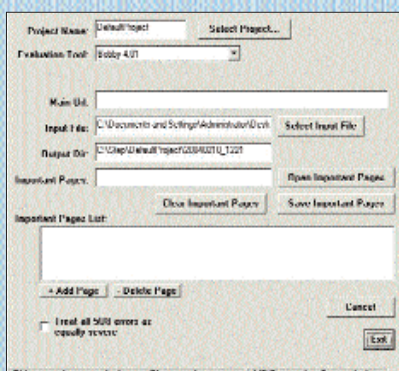 Project Name: DefaultProject Select Project...
Evaluation Tool: Bobby 4.01
Main Url:
Input File: C:\Documents and Settings\Administrator\Desk Select Input File
Output Dir: C:\Step\DefaultProject\20040210_1221
Important Pages: Open Important Pages
Clear Important Pages Save Important Pages
Important Pages List:
+ Add Page - Delete Page
Cancel
Treat all 508 errors as
equally severe
Exit